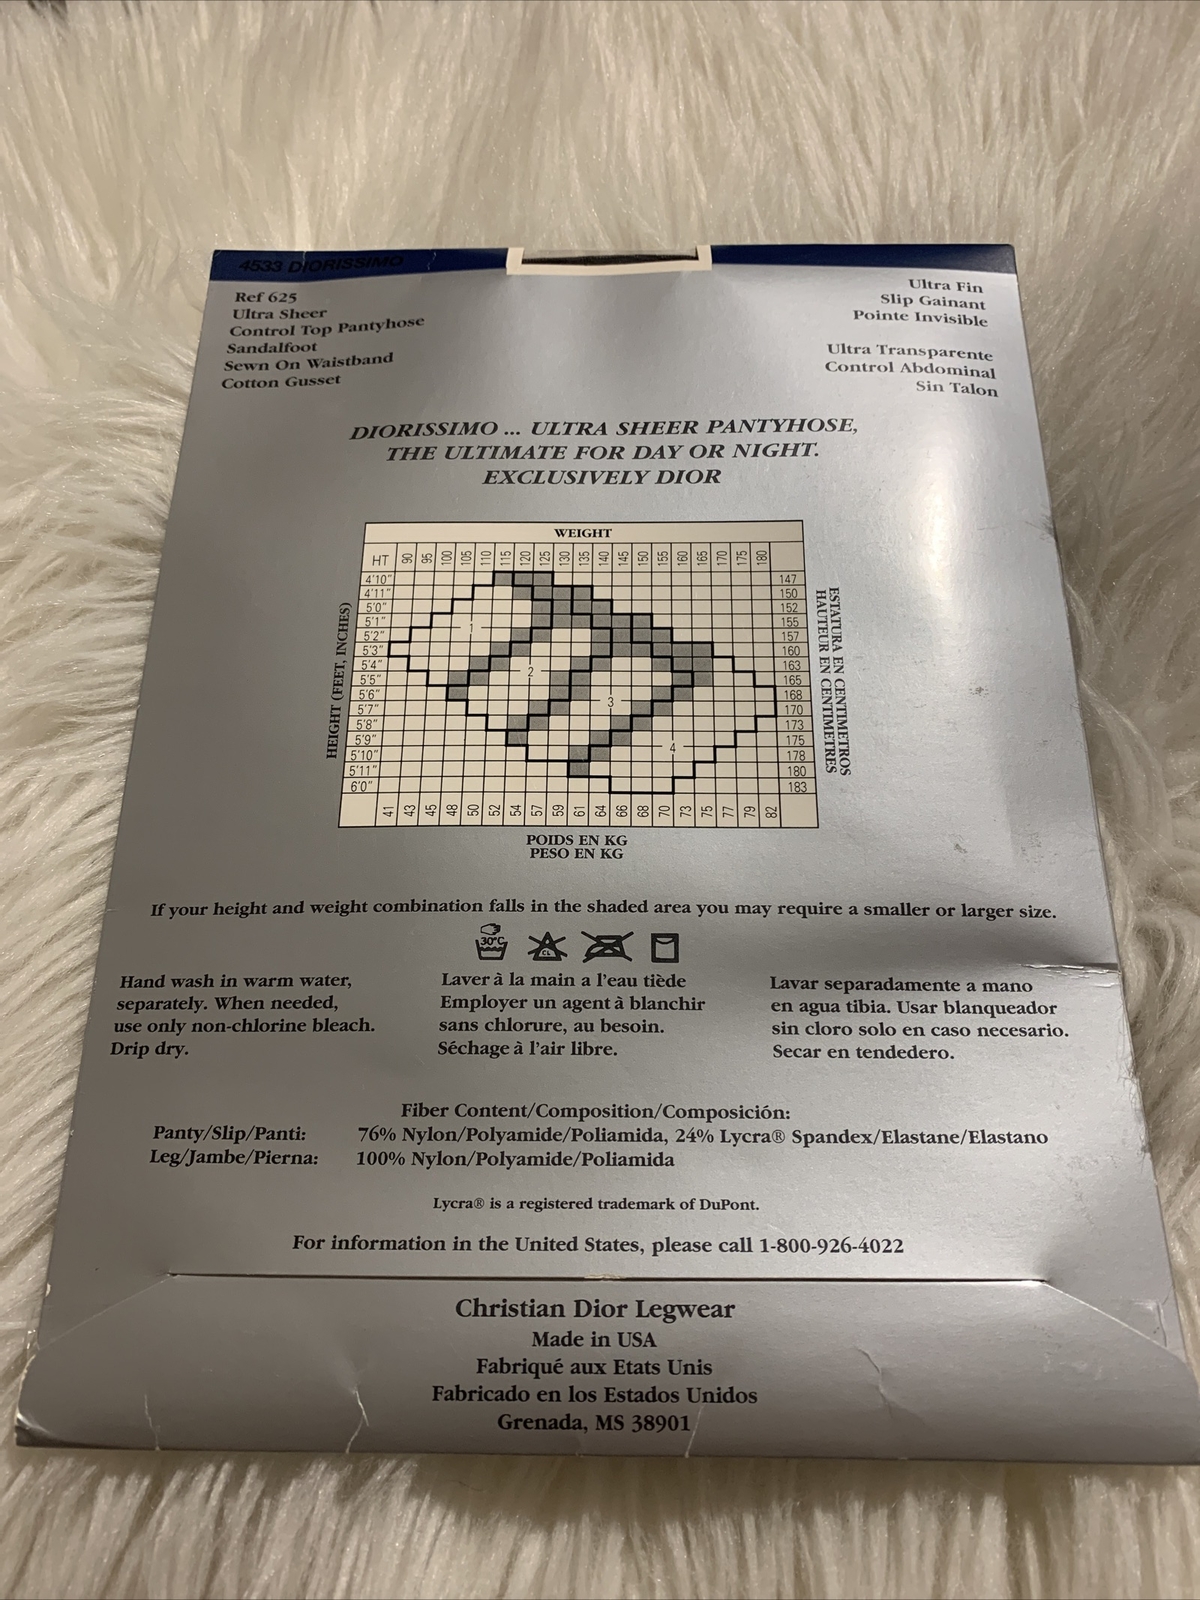 4533 DIORISSIMO
Ref 625
Ultra Sheer
Control Top Pantyhose
Sandalfoot
Sewn On Waistband
Cotton Gusset
Ultra Fin
Slip Gainant
Pointe Invisible
Ultra Transparente
Control Abdominal
Sin Talon
DIORISSIMO ... ULTRA SHEER PANTYHOSE,
THE ULTIMATE FOR DAY OR NIGHT.
EXCLUSIVELY DIOR
WEIGHT
HT 90 95 100 105 110 115 120 125 130 135 140 145 150 155 160 165 170 175 180
4'10" 147
4'11" 150
5'0" 152
5'1" 1 155
5'2" 157
5'3" 160
5'4" 2 163
5'5" 165
5'6" 3 168
5'7" 170
5'8" 173
5'9" 4 175
5'10" 178
5'11" 180
6'0" 183
41 43 45 48 50 52 54 57 59 61 64 66 68 70 73 75 77 79 82
HEIGHT (FEET, INCHES)
ESTATURA EN CENTIMETROS
HAUTEUR EN CENTIMETRES
POIDS EN KG
PESO EN KG
If your height and weight combination falls in the shaded area you may require a smaller or larger size.
30°C
CL
Hand wash in warm water,
separately. When needed,
use only non-chlorine bleach.
Drip dry.
Laver à la main a l'eau tiède
Employer un agent à blanchir
sans chlorure, au besoin.
Séchage à l'air libre.
Lavar separadamente a mano
en agua tibia. Usar blanqueador
sin cloro solo en caso necesario.
Secar en tendedero.
Fiber Content/Composition/Composición:
Panty/Slip/Panti: 76% Nylon/Polyamide/Poliamida, 24% Lycra® Spandex/Elastane/Elastano
Leg/Jambe/Pierna: 100% Nylon/Polyamide/Poliamida
Lycra® is a registered trademark of DuPont.
For information in the United States, please call 1-800-926-4022
Christian Dior Legwear
Made in USA
Fabriqué aux Etats Unis
Fabricado en los Estados Unidos
Grenada, MS 38901